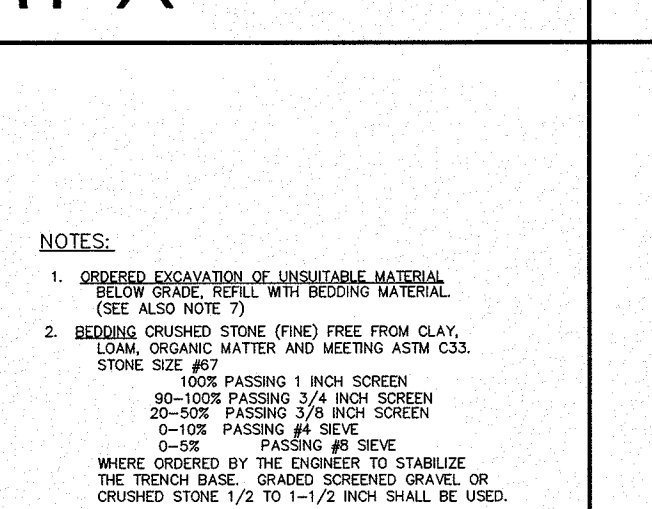 NOTES:
1. ORDERED EXCAVATION OF UNSUITABLE MATERIAL
BELOW GRADE, REFILL WITH BEDDING MATERIAL.
(SEE ALSO NOTE 7)
2. BEDDING CRUSHED STONE (FINE) FREE FROM CLAY,
LOAM, ORGANIC MATTER AND MEETING ASTM C33.
STONE SIZE #67
100% PASSING 1 INCH SCREEN
90-100% PASSING 3/4 INCH SCREEN
20-50% PASSING 3/8 INCH SCREEN
0-10% PASSING #4 SIEVE
0-5% PASSING #8 SIEVE
WHERE ORDERED BY THE ENGINEER TO STABILIZE
THE TRENCH BASE. GRADED SCREENED GRAVEL OR
CRUSHED STONE 1/2 TO 1-1/2 INCH SHALL BE USED.